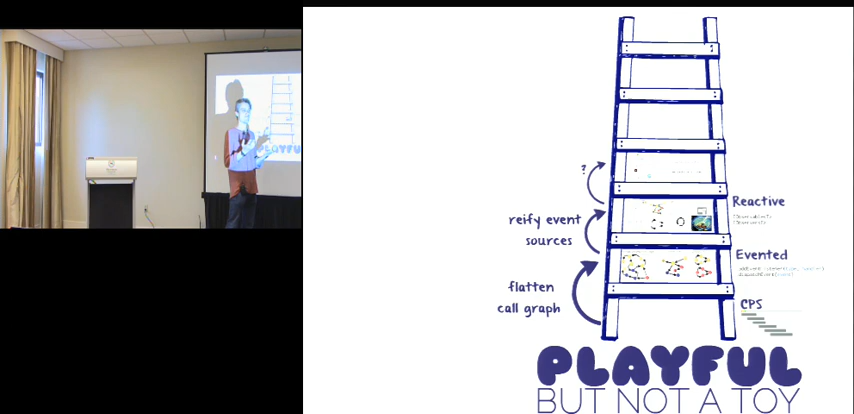 ?
Reactive
reify event
sources
Evented
flatten
call graph
CPS
PLAYFUL
BUT NOT A TOY